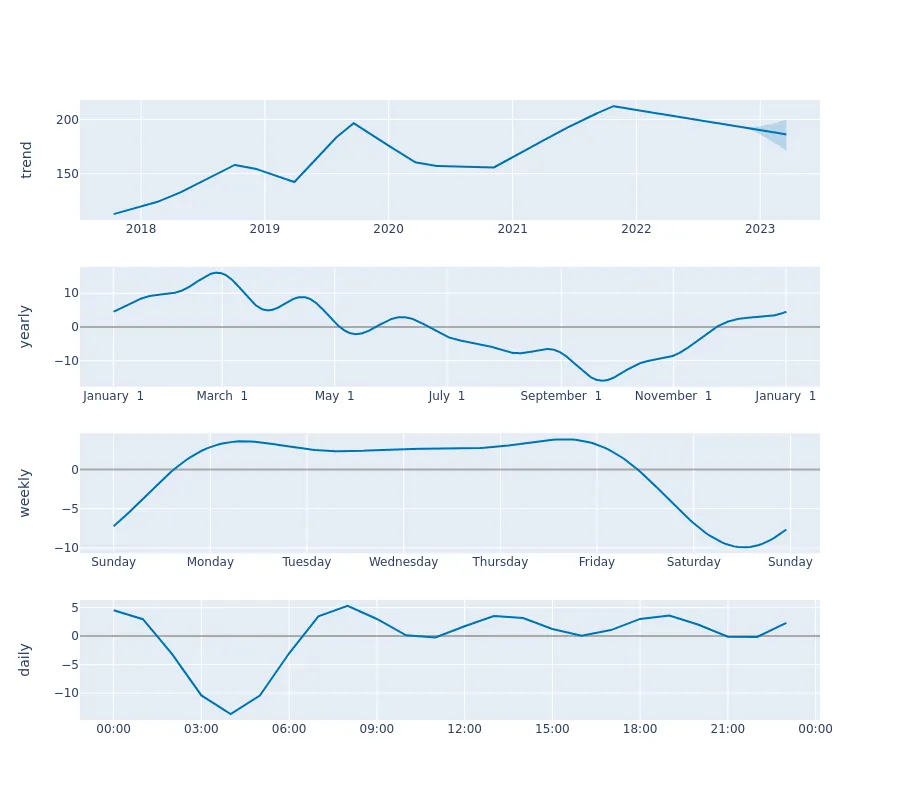 trend
200
150
2018 2019 2020 2021 2022 2023
yearly
10
0
−10
January 1 March 1 May 1 July 1 September 1 November 1 January 1
weekly
0
−5
−10
Sunday Monday Tuesday Wednesday Thursday Friday Saturday Sunday
daily
5
0
−5
−10
00:00 03:00 06:00 09:00 12:00 15:00 18:00 21:00 00:00